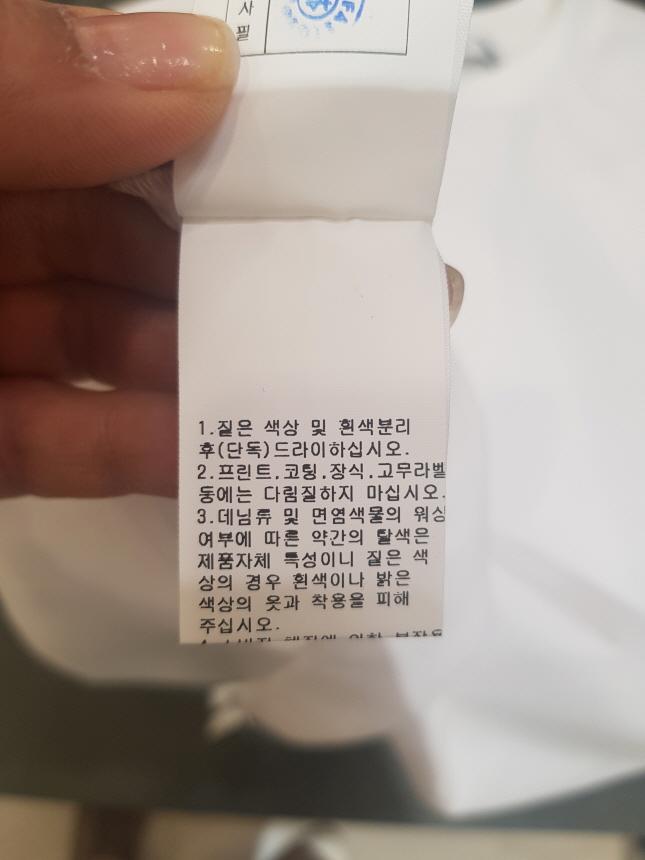 사
필
1.질은 색상 및 흰색분리
후(단독)드라이하십시오.
2.프린트.코팅.장식.고무라벨
등에는 다림질하지 마십시오.
3.데님류 및 면염색물의 워싱
여부에 따른 약간의 탈색은
제품자체 특성이니 질은 색
상의 경우 흰색이나 밝은
색상의 옷과 착용을 피해
주십시오.